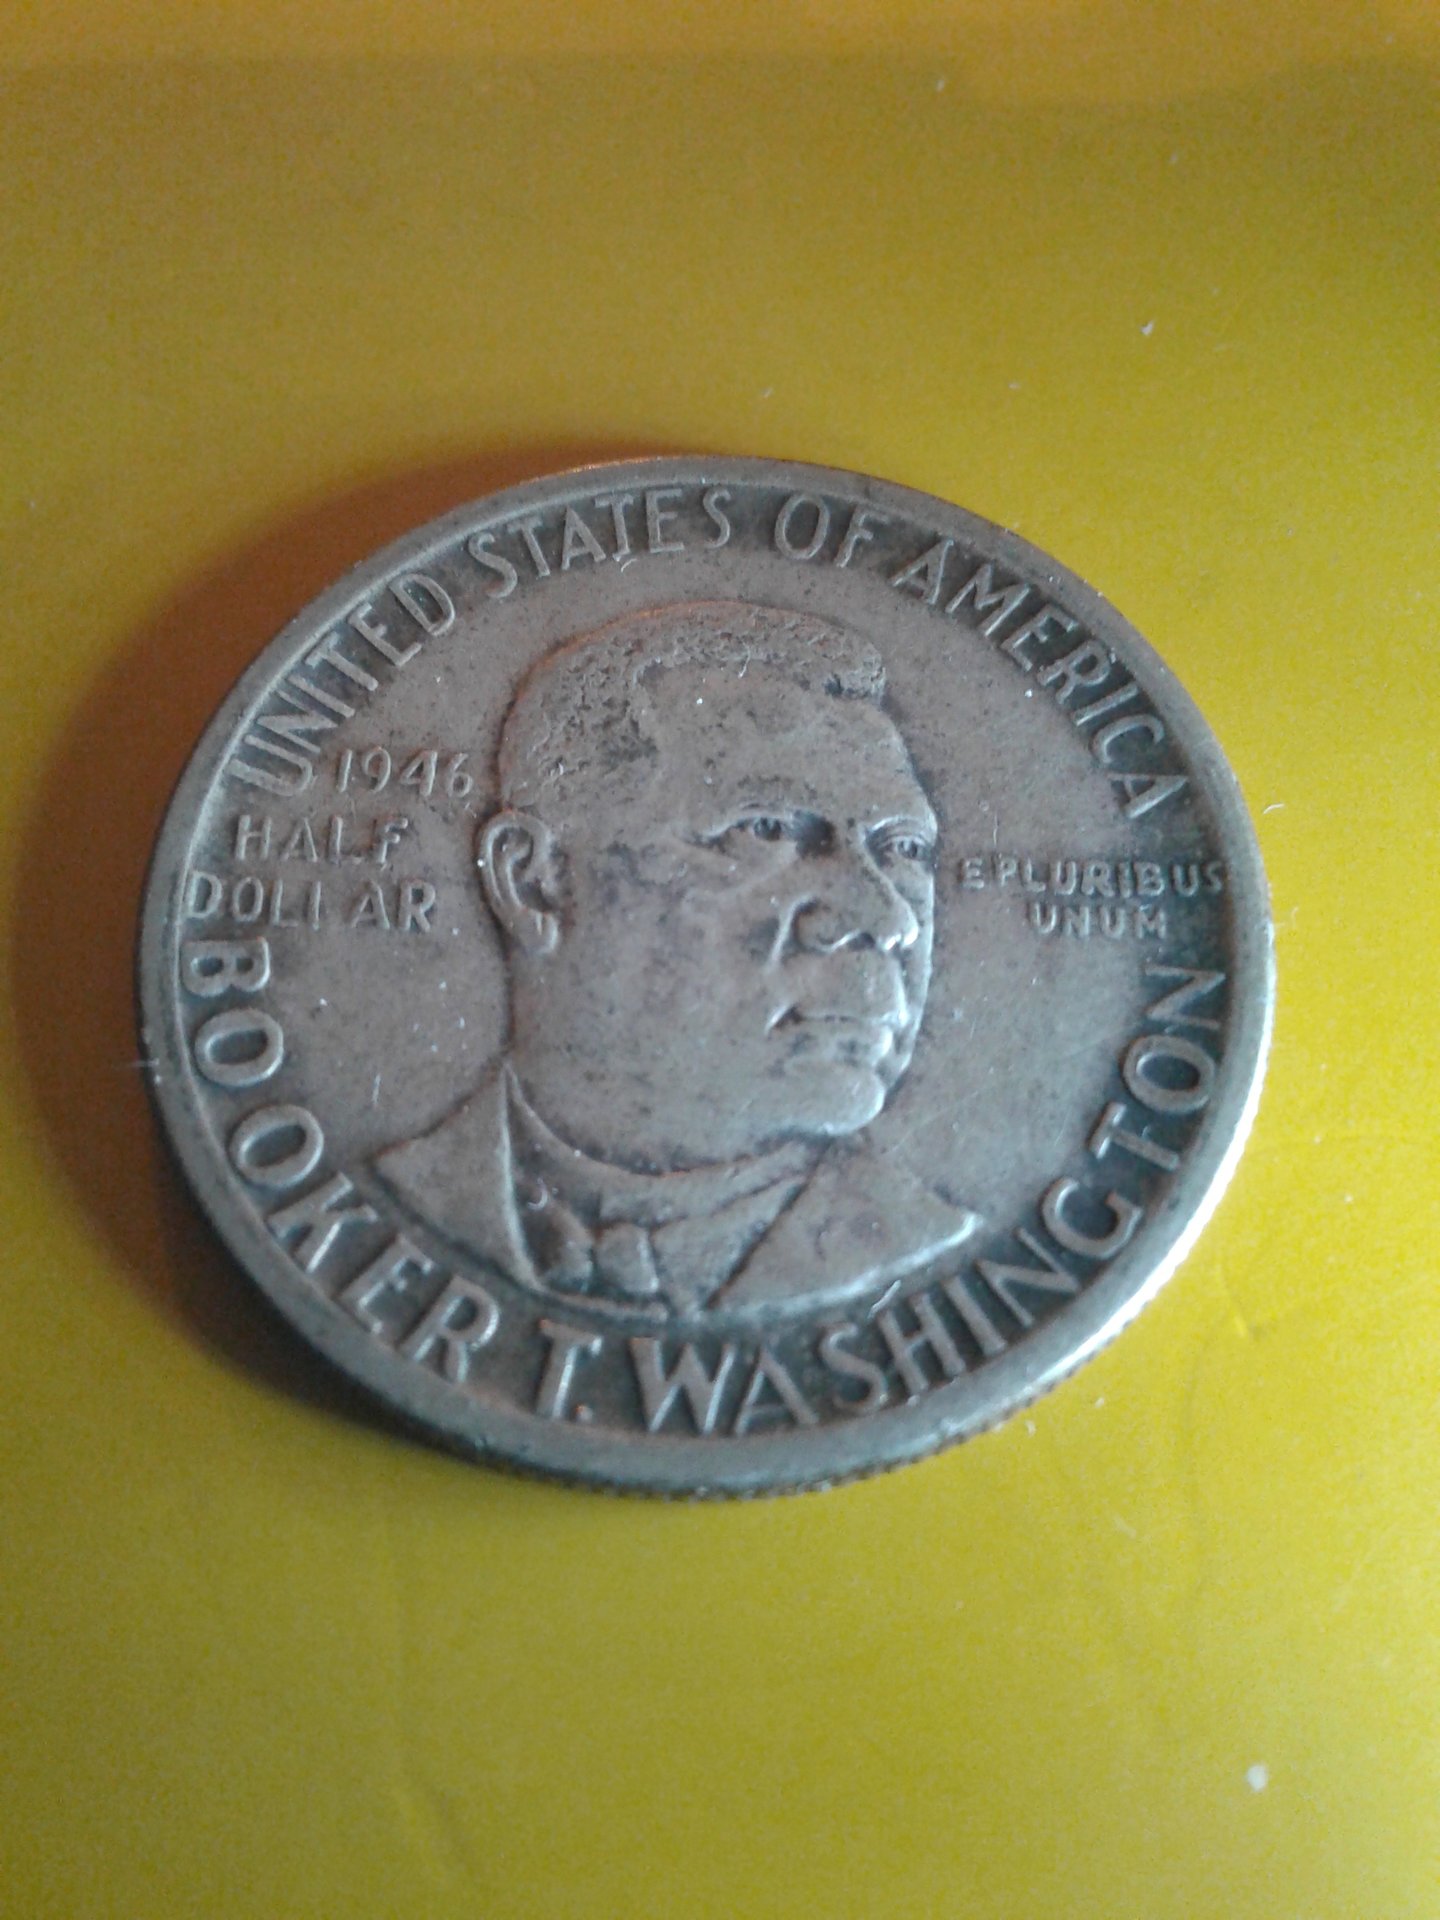 UNITED STATES OF AMERICA
1946
HALF
DOLLAR
E PLURIBUS
UNUM
BOOKER T. WASHINGTON